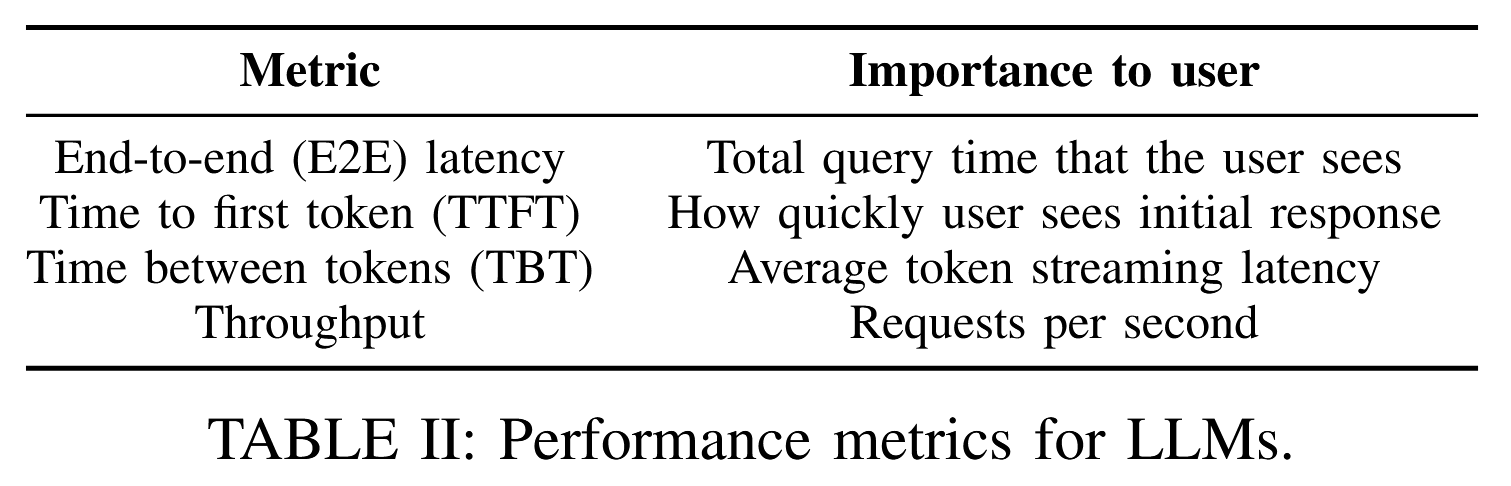 Metric Importance to user
End-to-end (E2E) latency Total query time that the user sees
Time to first token (TTFT) How quickly user sees initial response
Time between tokens (TBT) Average token streaming latency
Throughput Requests per second
TABLE II: Performance metrics for LLMs.